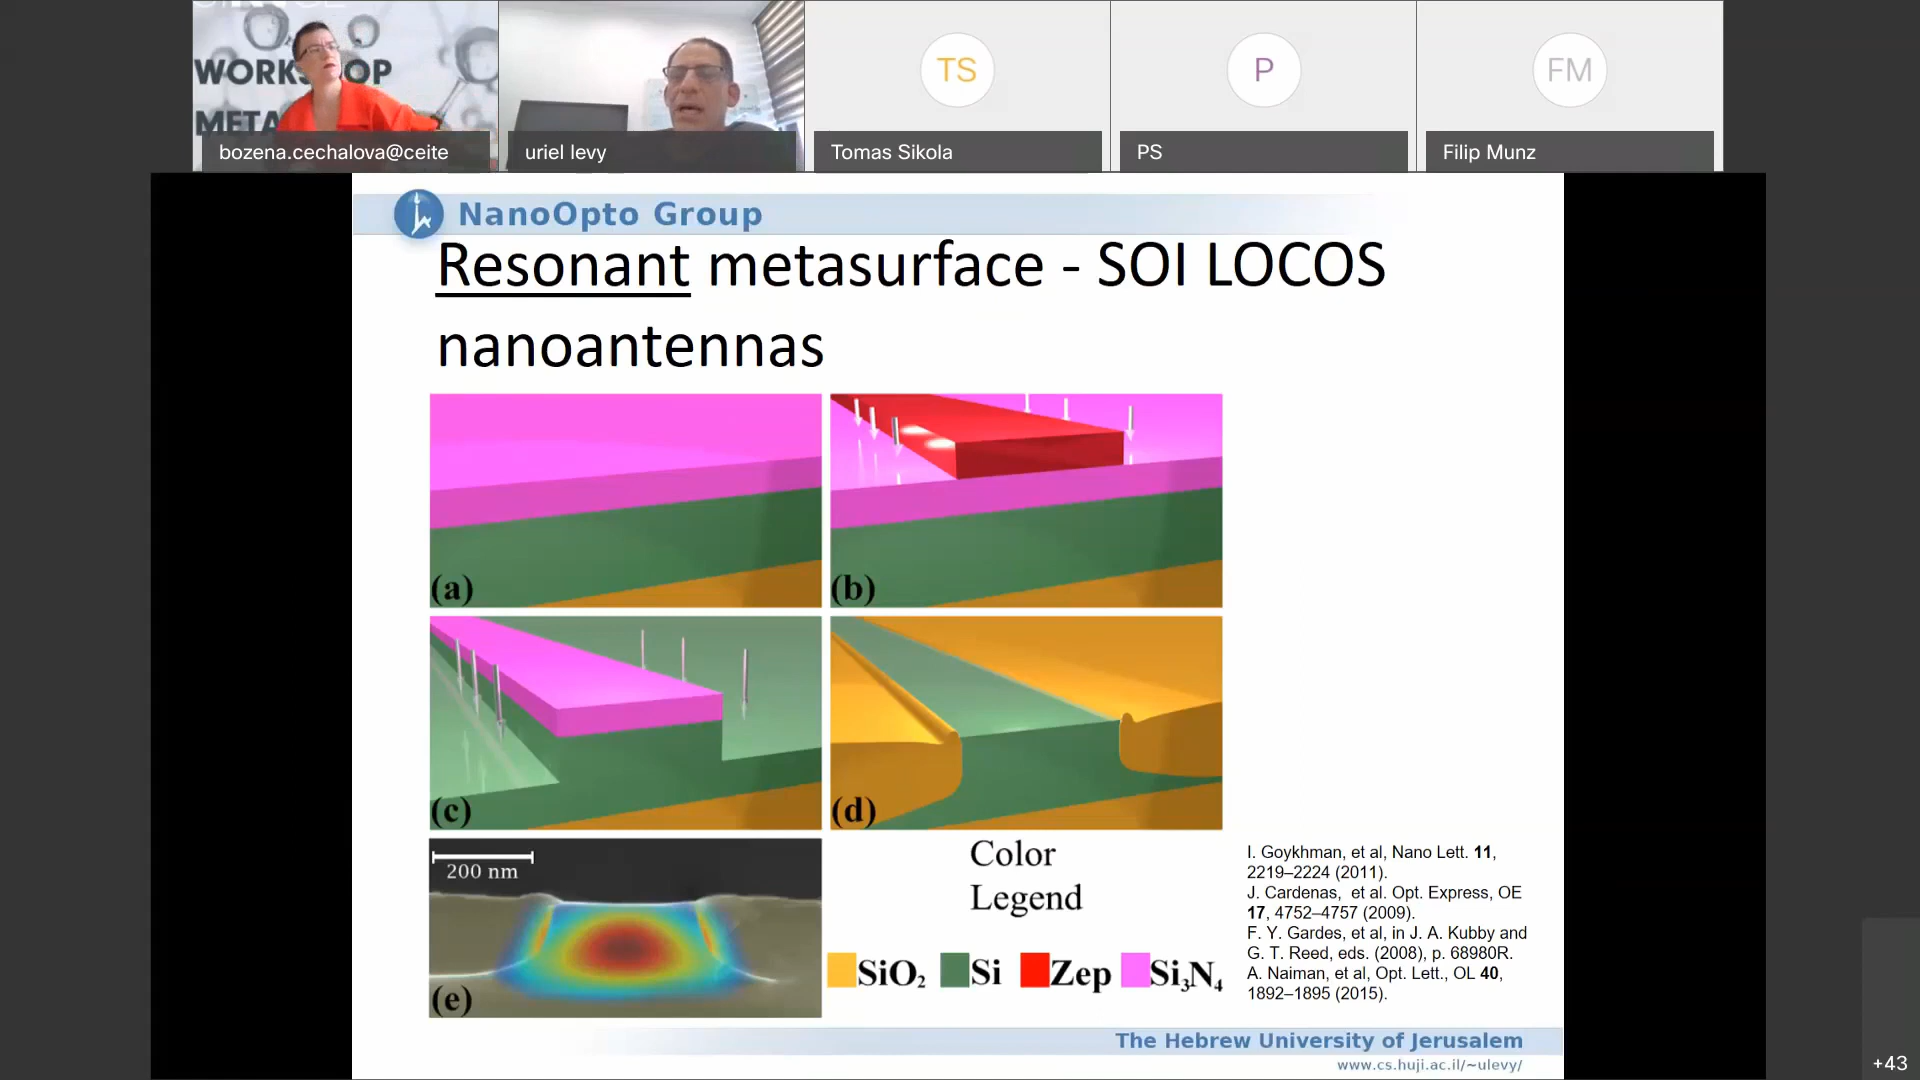 WORKSHOP
META
bozena.cechalova@ceite
uriel levy
TS
Tomas Sikola
P
PS
FM
Filip Munz
NanoOpto Group
Resonant metasurface - SOI LOCOS
nanoantennas
(a)
(b)
(c)
(d)
200 nm
(e)
Color
Legend
SiO2 Si Zep Si3N4
I. Goykhman, et al, Nano Lett. 11,
2219–2224 (2011).
J. Cardenas, et al. Opt. Express, OE
17, 4752–4757 (2009).
F. Y. Gardes, et al, in J. A. Kubby and
G. T. Reed, eds. (2008), p. 68980R.
A. Naiman, et al, Opt. Lett., OL 40,
1892–1895 (2015).
The Hebrew University of Jerusalem
www.cs.huji.ac.il/~ulevy/
+43